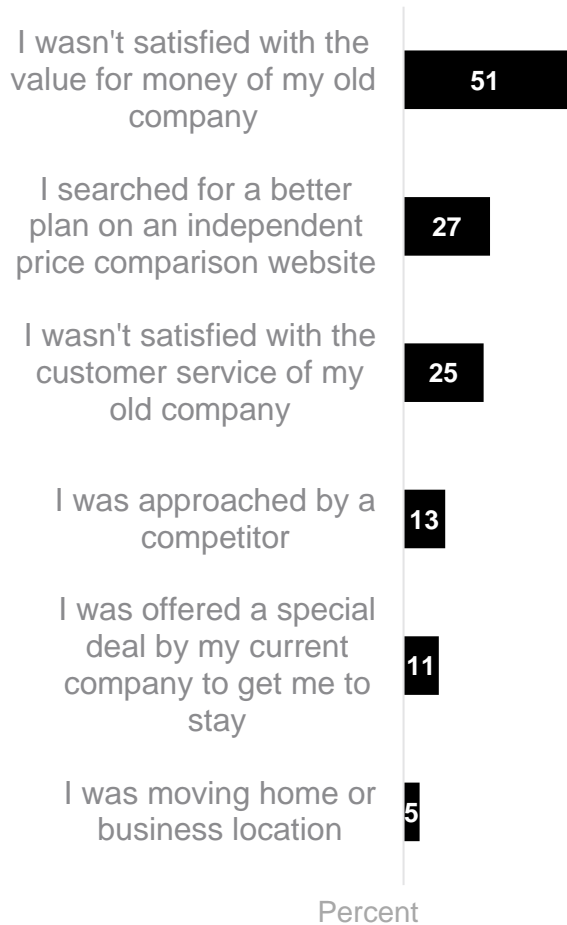 I wasn't satisfied with the
value for money of my old
company
51
I searched for a better
plan on an independent
price comparison website
27
I wasn't satisfied with the
customer service of my
old company
25
I was approached by a
competitor
13
I was offered a special
deal by my current
company to get me to
stay
11
I was moving home or
business location
5
Percent